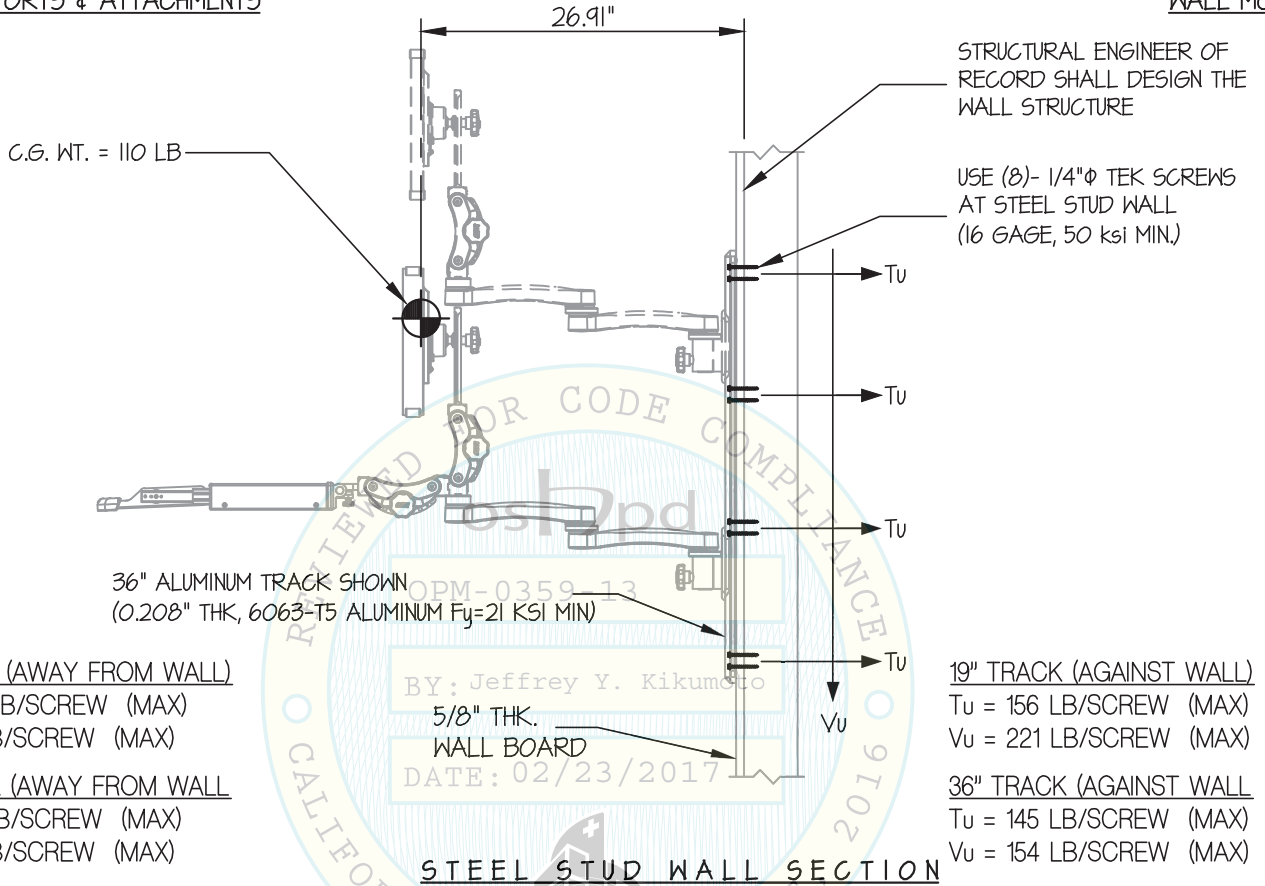 ORTS & ATTACHMENTS
26.91"
STRUCTURAL ENGINEER OF
RECORD SHALL DESIGN THE
WALL STRUCTURE
C.G. WT. = 110 LB
USE (8)- 1/4"Φ TEK SCREWS
AT STEEL STUD WALL
(16 GAGE, 50 ksi MIN.)
Tu
Tu
Tu
Tu
Vu
36" ALUMINUM TRACK SHOWN
(0.208" THK, 6063-T5 ALUMINUM Fy=21 KSI MIN)
5/8" THK.
WALL BOARD
(AWAY FROM WALL)
B/SCREW (MAX)
B/SCREW (MAX)
(AWAY FROM WALL
B/SCREW (MAX)
B/SCREW (MAX)
19" TRACK (AGAINST WALL)
Tu = 156 LB/SCREW (MAX)
Vu = 221 LB/SCREW (MAX)
36" TRACK (AGAINST WALL
Tu = 145 LB/SCREW (MAX)
Vu = 154 LB/SCREW (MAX)
REVIEWED FOR CODE COMPLIANCE
oshpd
OPM-0359-13
BY: Jeffrey Y. Kikumoto
DATE: 02/23/2017
CALIFO
2016
STEEL STUD WALL SECTION